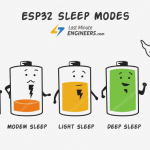 ESP32 SLEEP MODES
Last Minute
ENGINEERS.com
MODEM SLEEP
LIGHT SLEEP
DEEP SLEEP